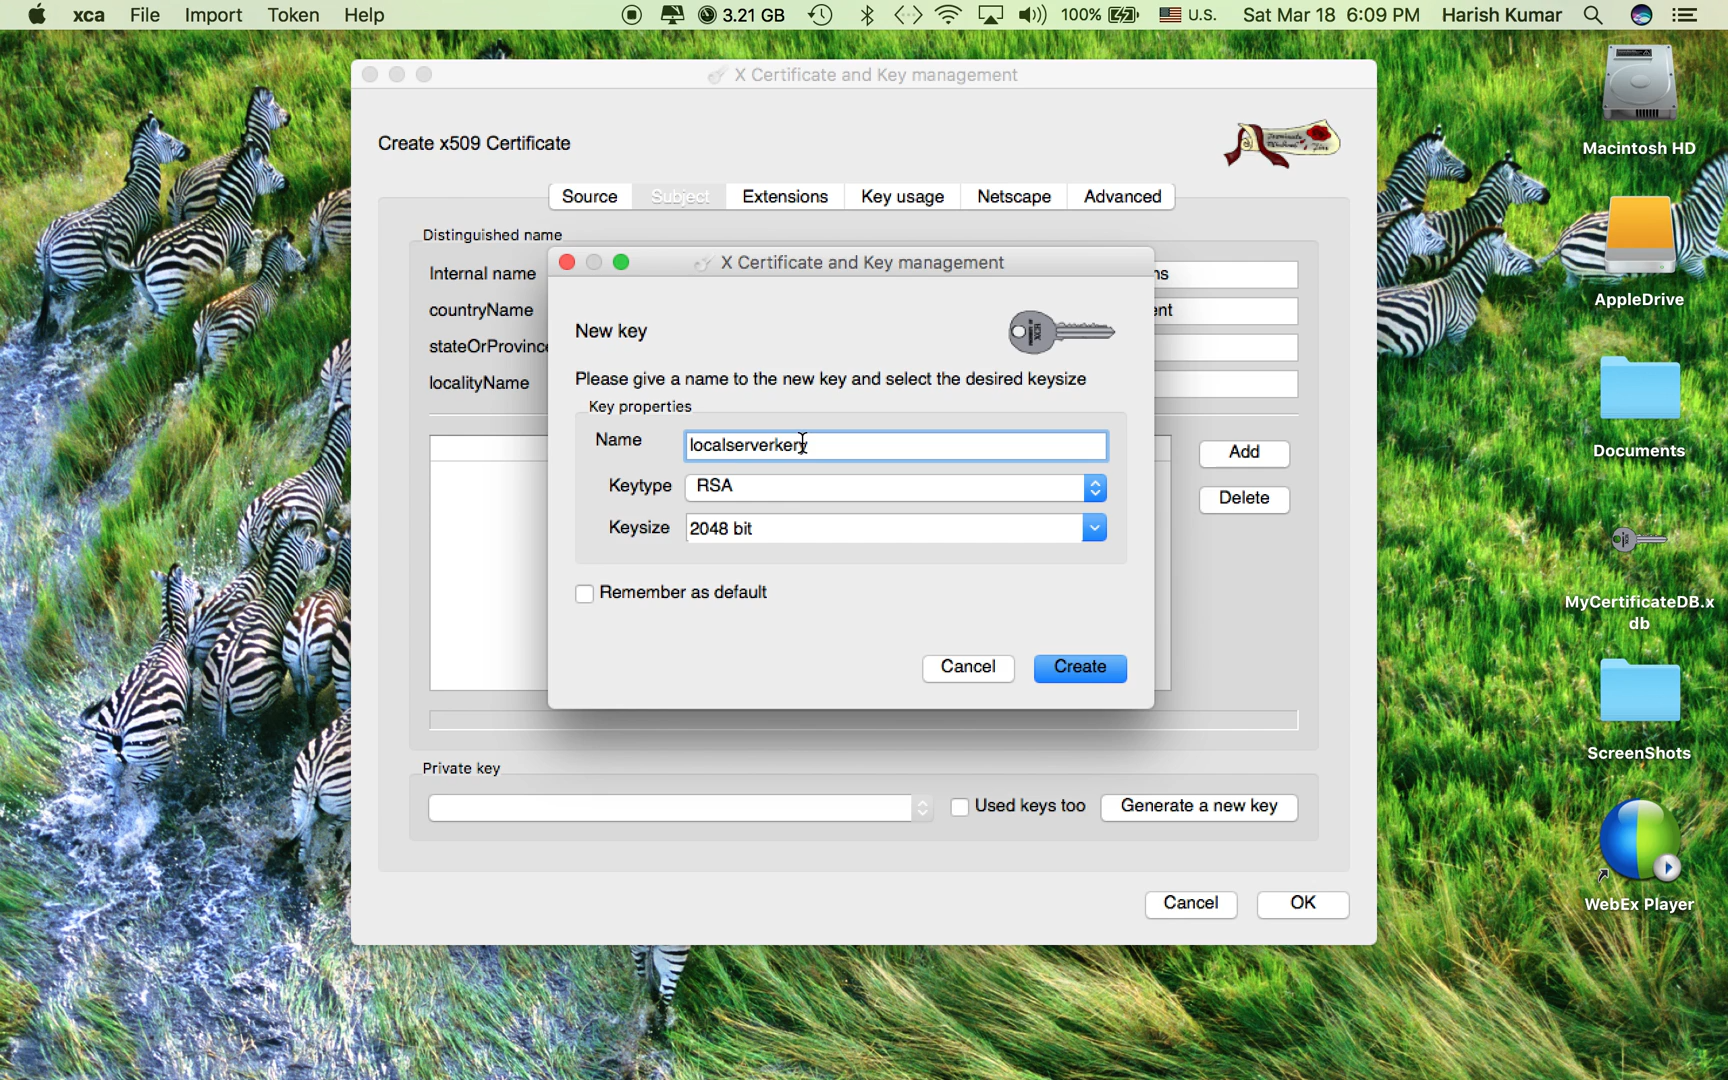 xca File Import Token Help 3.21 GB 100% U.S. Sat Mar 18 6:09 PM Harish Kumar
X Certificate and Key management
Create x509 Certificate
Source Subject Extensions Key usage Netscape Advanced
Distinguished name
Internal name
ns
countryName
ent
stateOrProvince
localityName
Add
Delete
X Certificate and Key management
New key
Please give a name to the new key and select the desired keysize
Key properties
Name localserverkery
Keytype RSA
Keysize 2048 bit
Remember as default
Cancel Create
Private key
Used keys too Generate a new key
Cancel OK
Macintosh HD
AppleDrive
Documents
MyCertificateDB.x
db
ScreenShots
WebEx Player